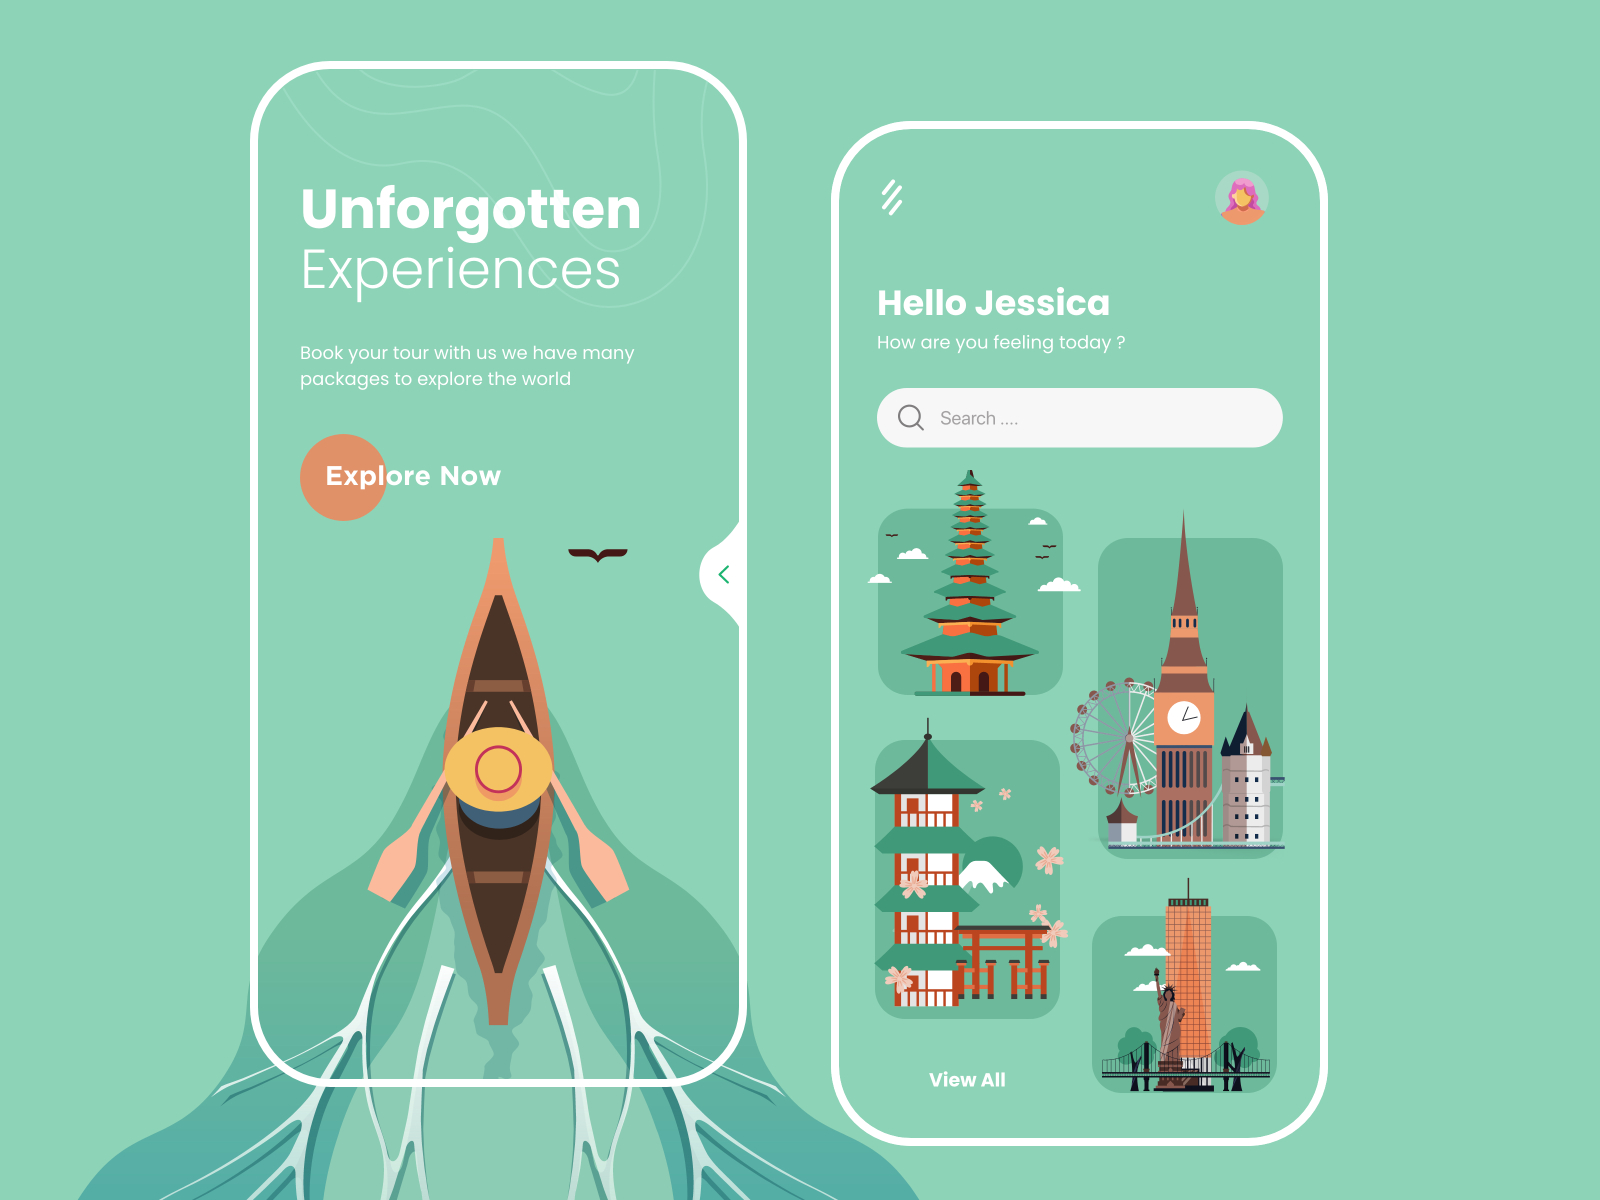 Unforgotten
Experiences
Book your tour with us we have many
packages to explore the world
Explore Now
Hello Jessica
How are you feeling today ?
Search ....
View All